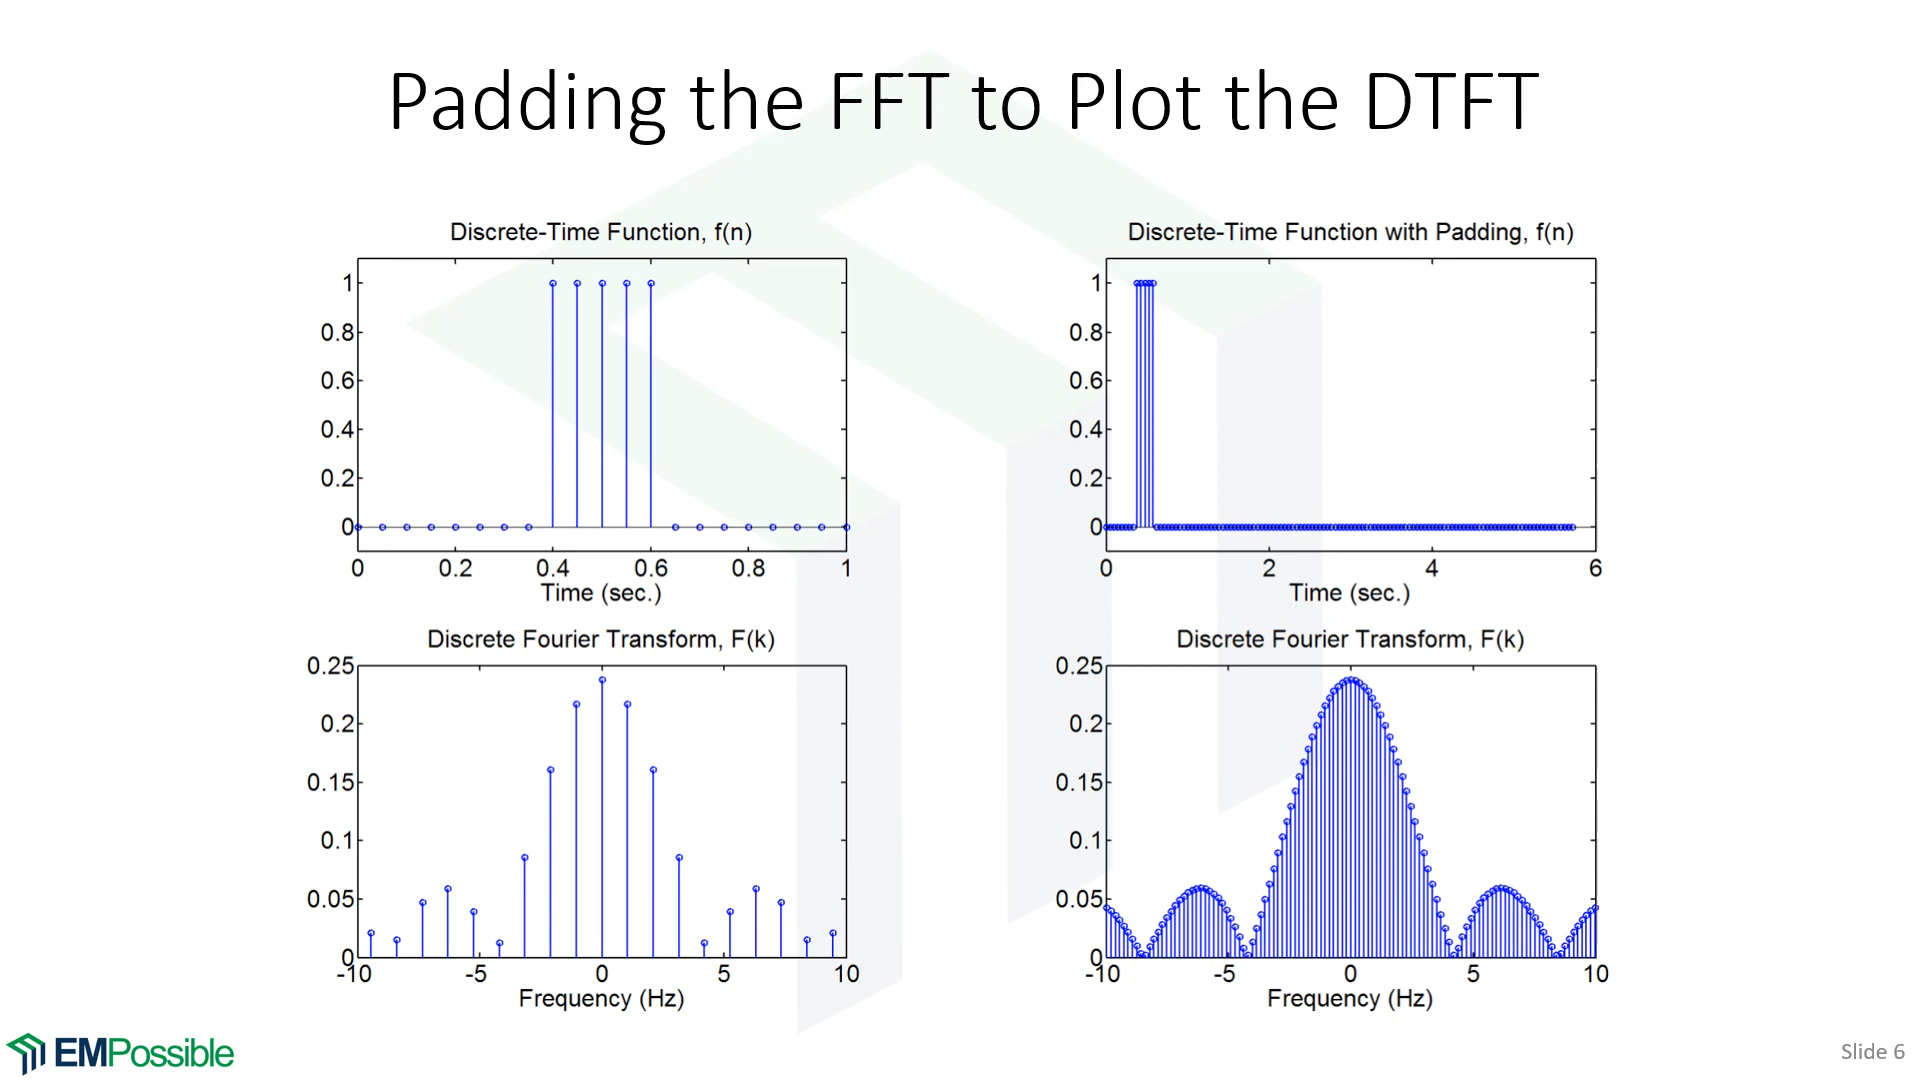 Padding the FFT to Plot the DTFT
Discrete-Time Function, f(n)
1
0.8
0.6
0.4
0.2
0
0 0.2 0.4 0.6 0.8 1
Time (sec.)
Discrete-Time Function with Padding, f(n)
1
0.8
0.6
0.4
0.2
0
0 2 4 6
Time (sec.)
Discrete Fourier Transform, F(k)
0.25
0.2
0.15
0.1
0.05
0
-10 -5 0 5 10
Frequency (Hz)
Discrete Fourier Transform, F(k)
0.25
0.2
0.15
0.1
0.05
0
-10 -5 0 5 10
Frequency (Hz)
EMPossible
Slide 6